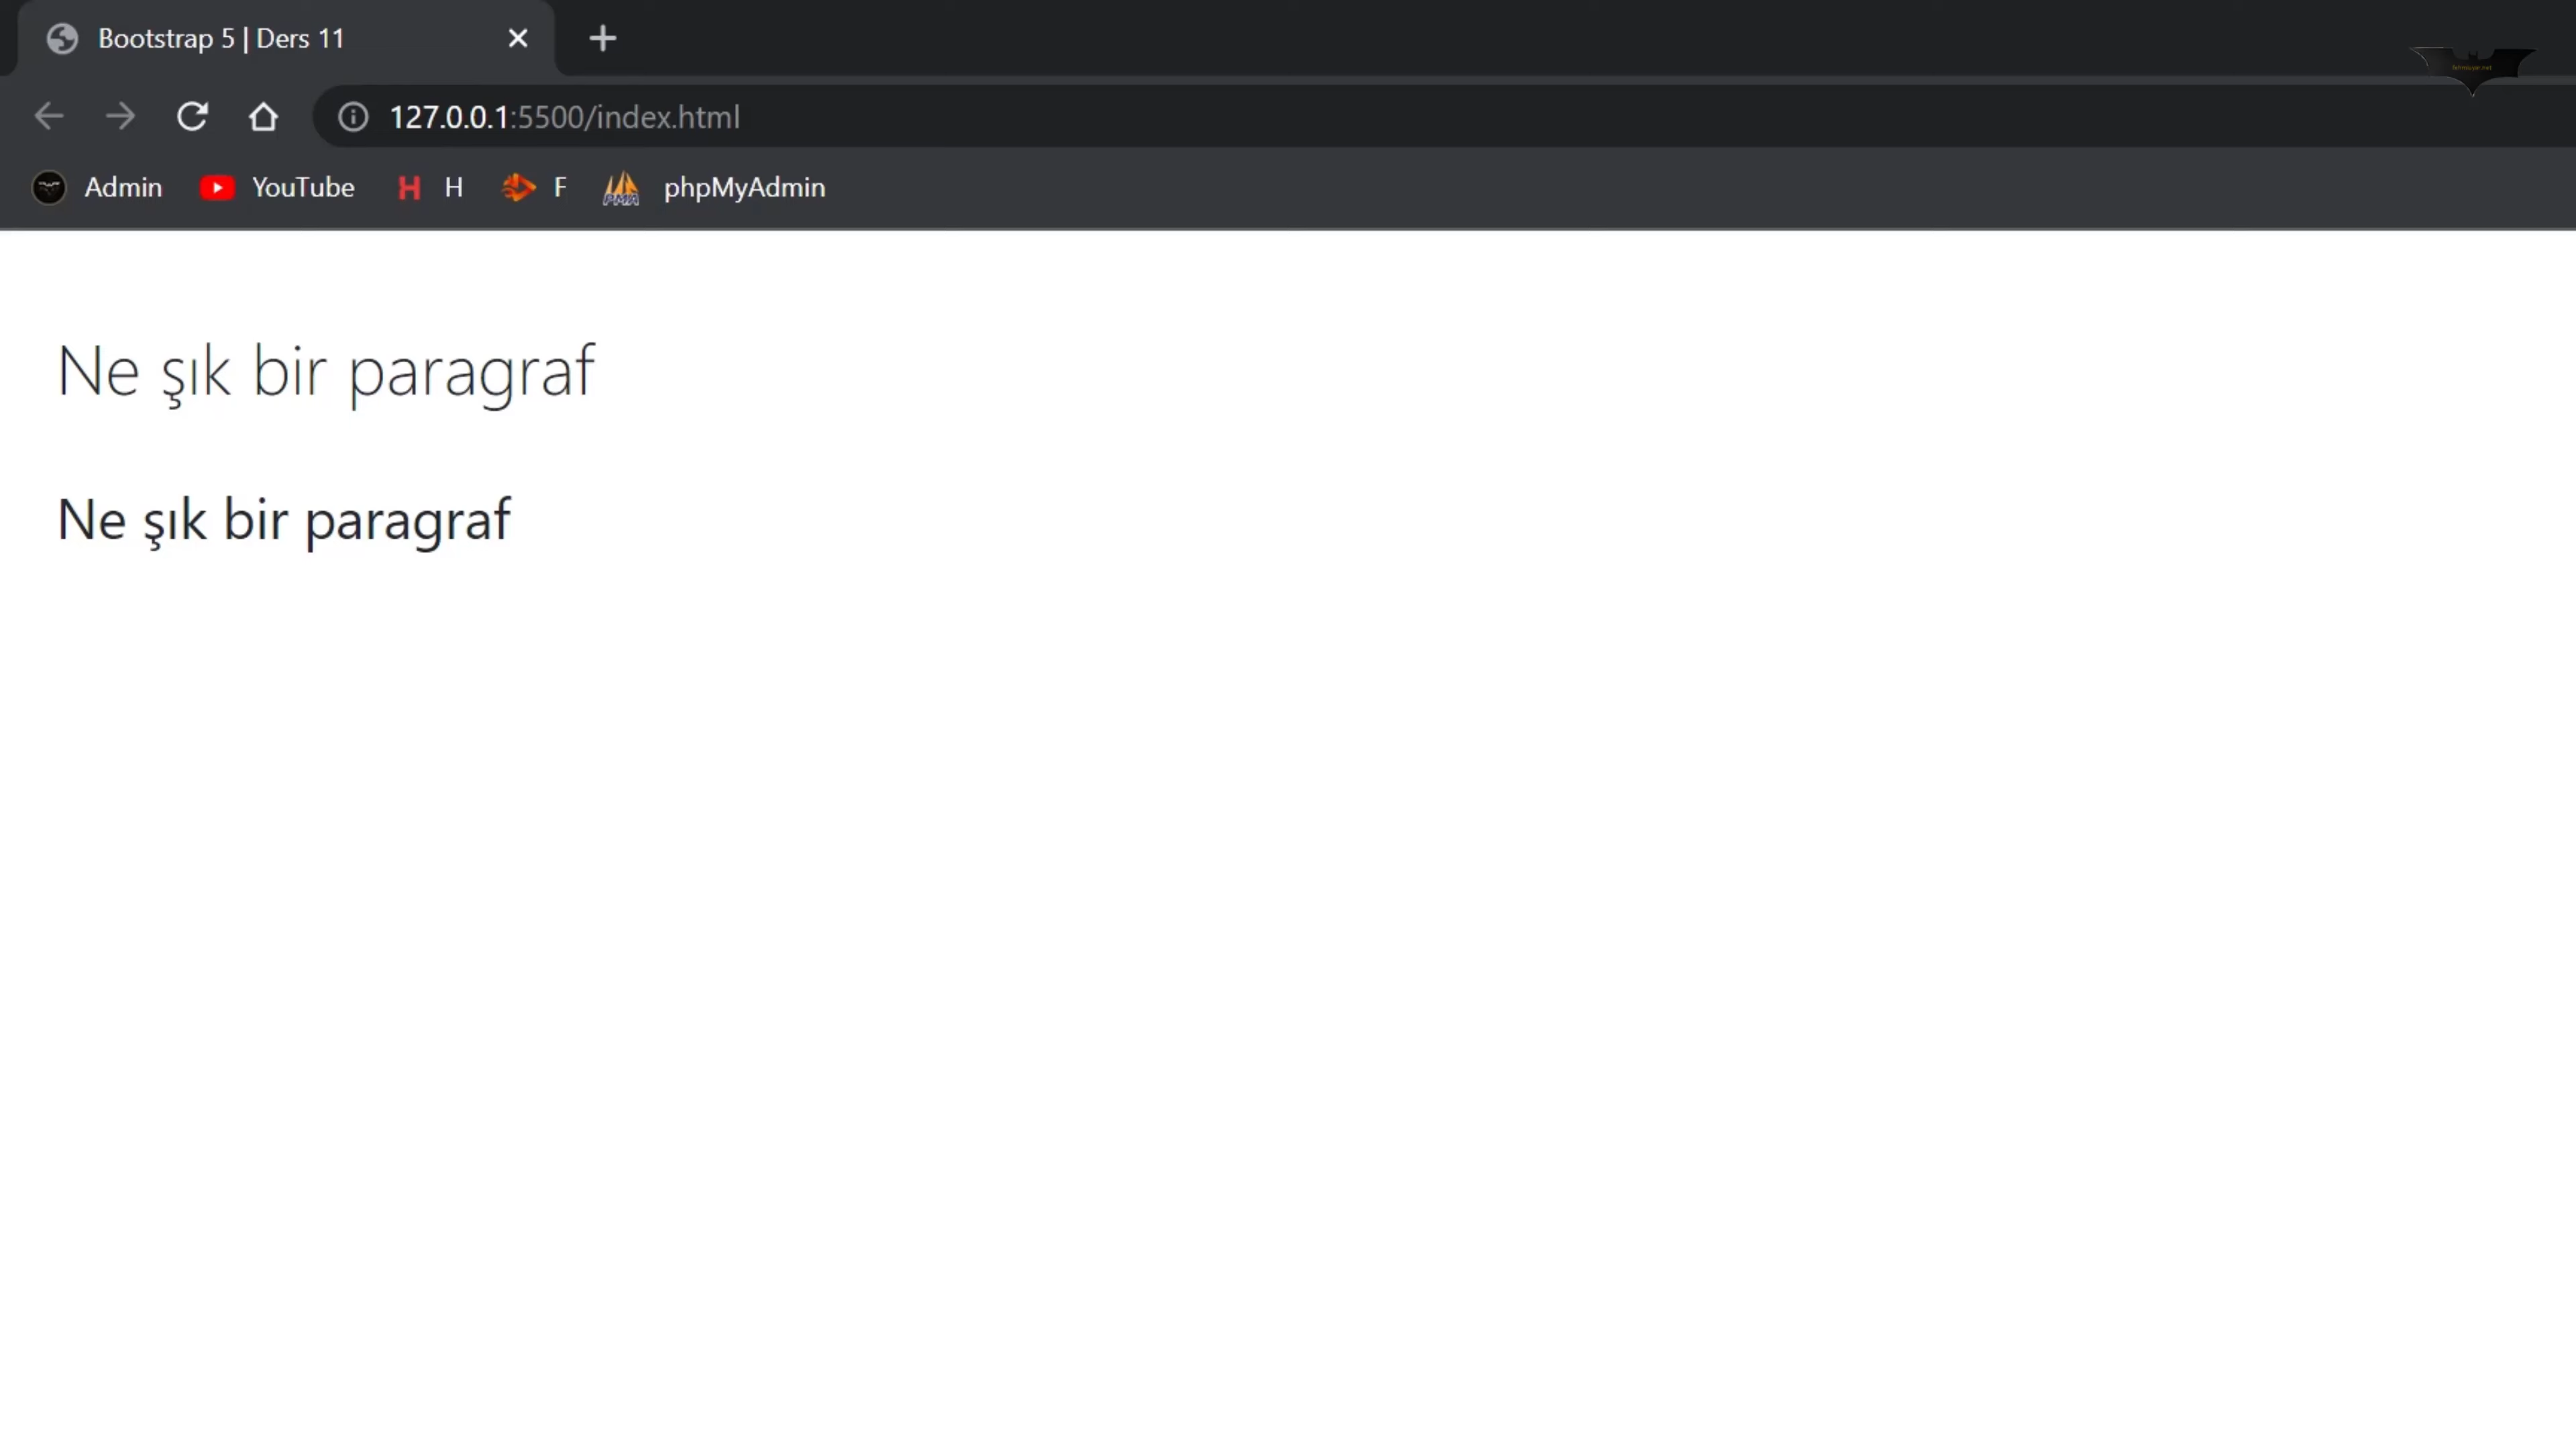 Bootstrap 5 | Ders 11
127.0.0.1:5500/index.html
Admin YouTube H H F PMA phpMyAdmin
Ne şık bir paragraf
Ne şık bir paragraf